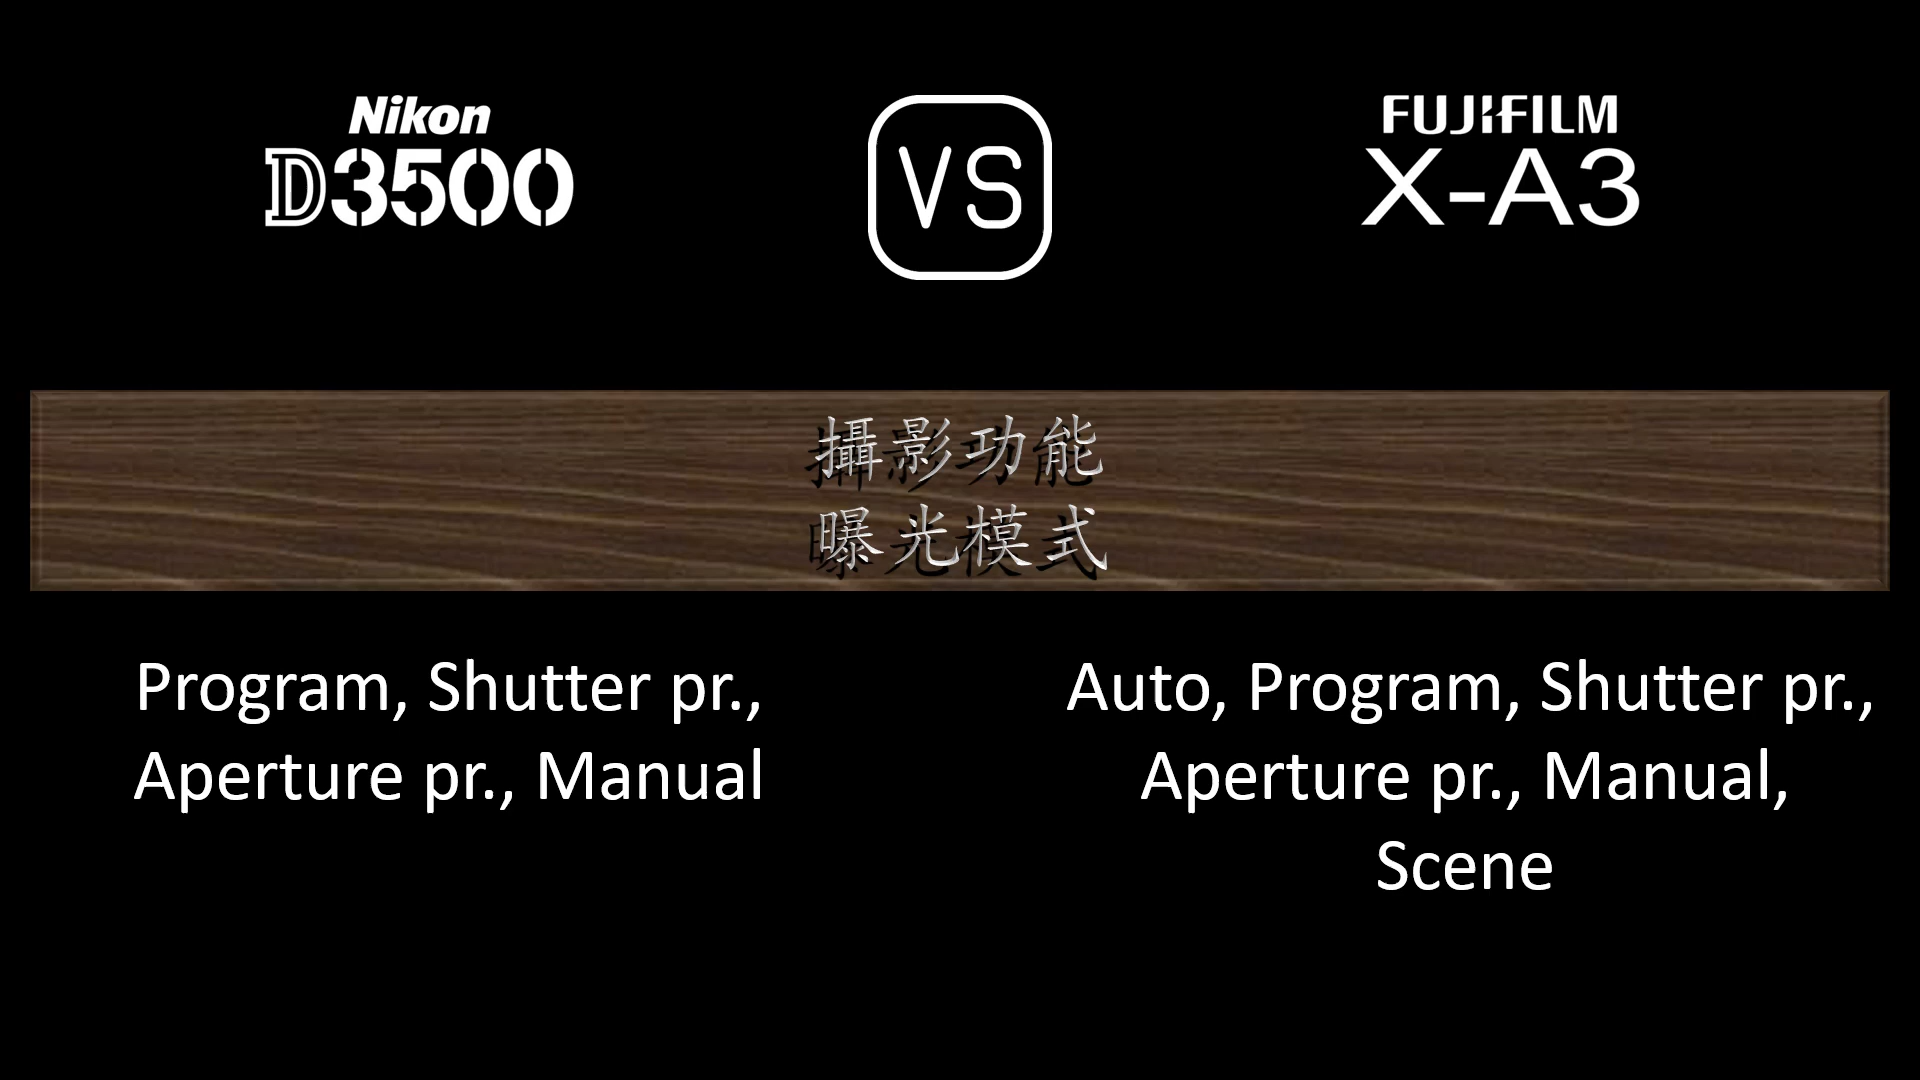 Nikon
D3500
VS
FUJIFILM
X-A3
攝影功能
曝光模式
Program, Shutter pr.,
Aperture pr., Manual
Auto, Program, Shutter pr.,
Aperture pr., Manual,
Scene